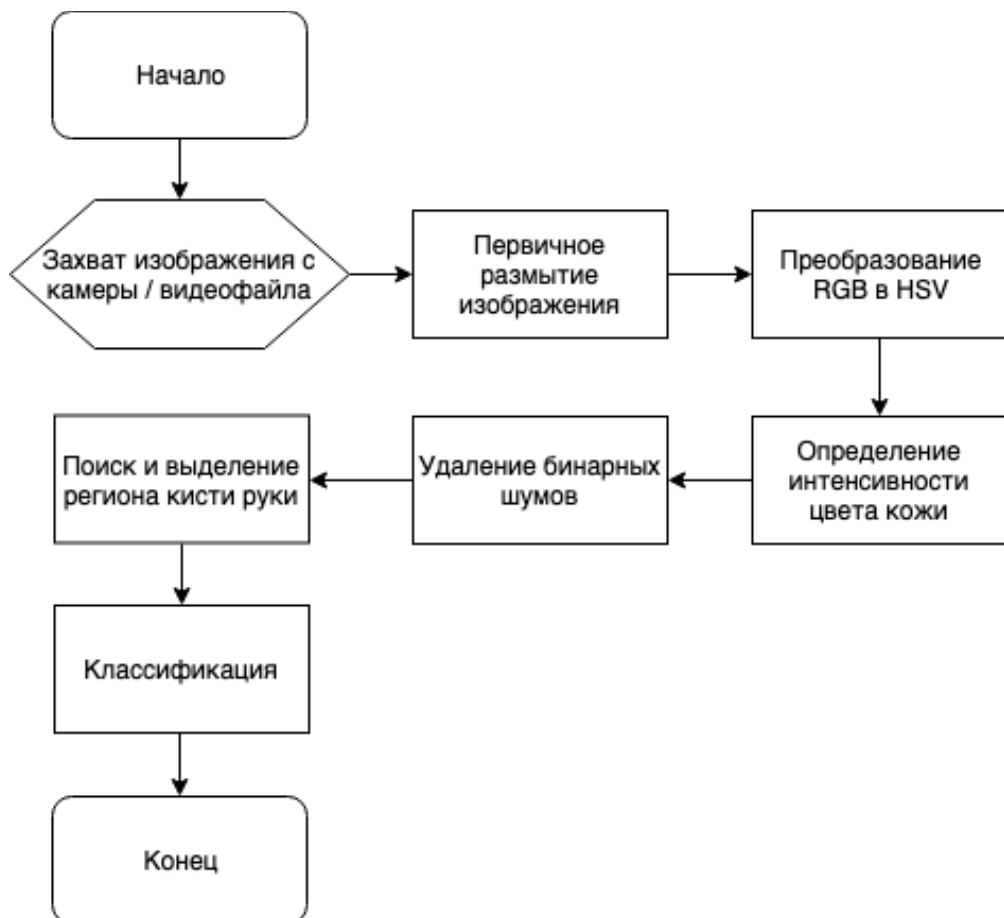 Начало
Захват изображения с
камеры / видеофайла
Первичное
размытие
изображения
Преобразование
RGB в HSV
Определение
интенсивности
цвета кожи
Удаление бинарных
шумов
Поиск и выделение
региона кисти руки
Классификация
Конец